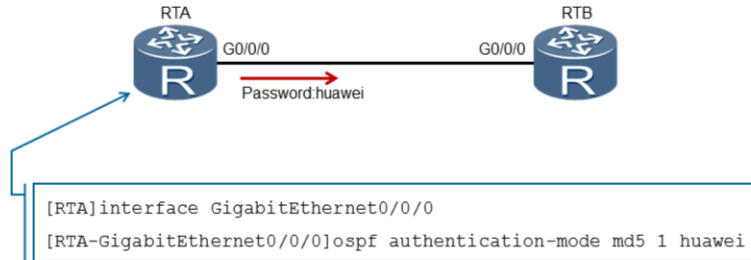 RTA
RTB
G0/0/0
G0/0/0
R
R
Password:huawei
[RTA]interface GigabitEthernet0/0/0
[RTA-GigabitEthernet0/0/0]ospf authentication-mode md5 1 huawei